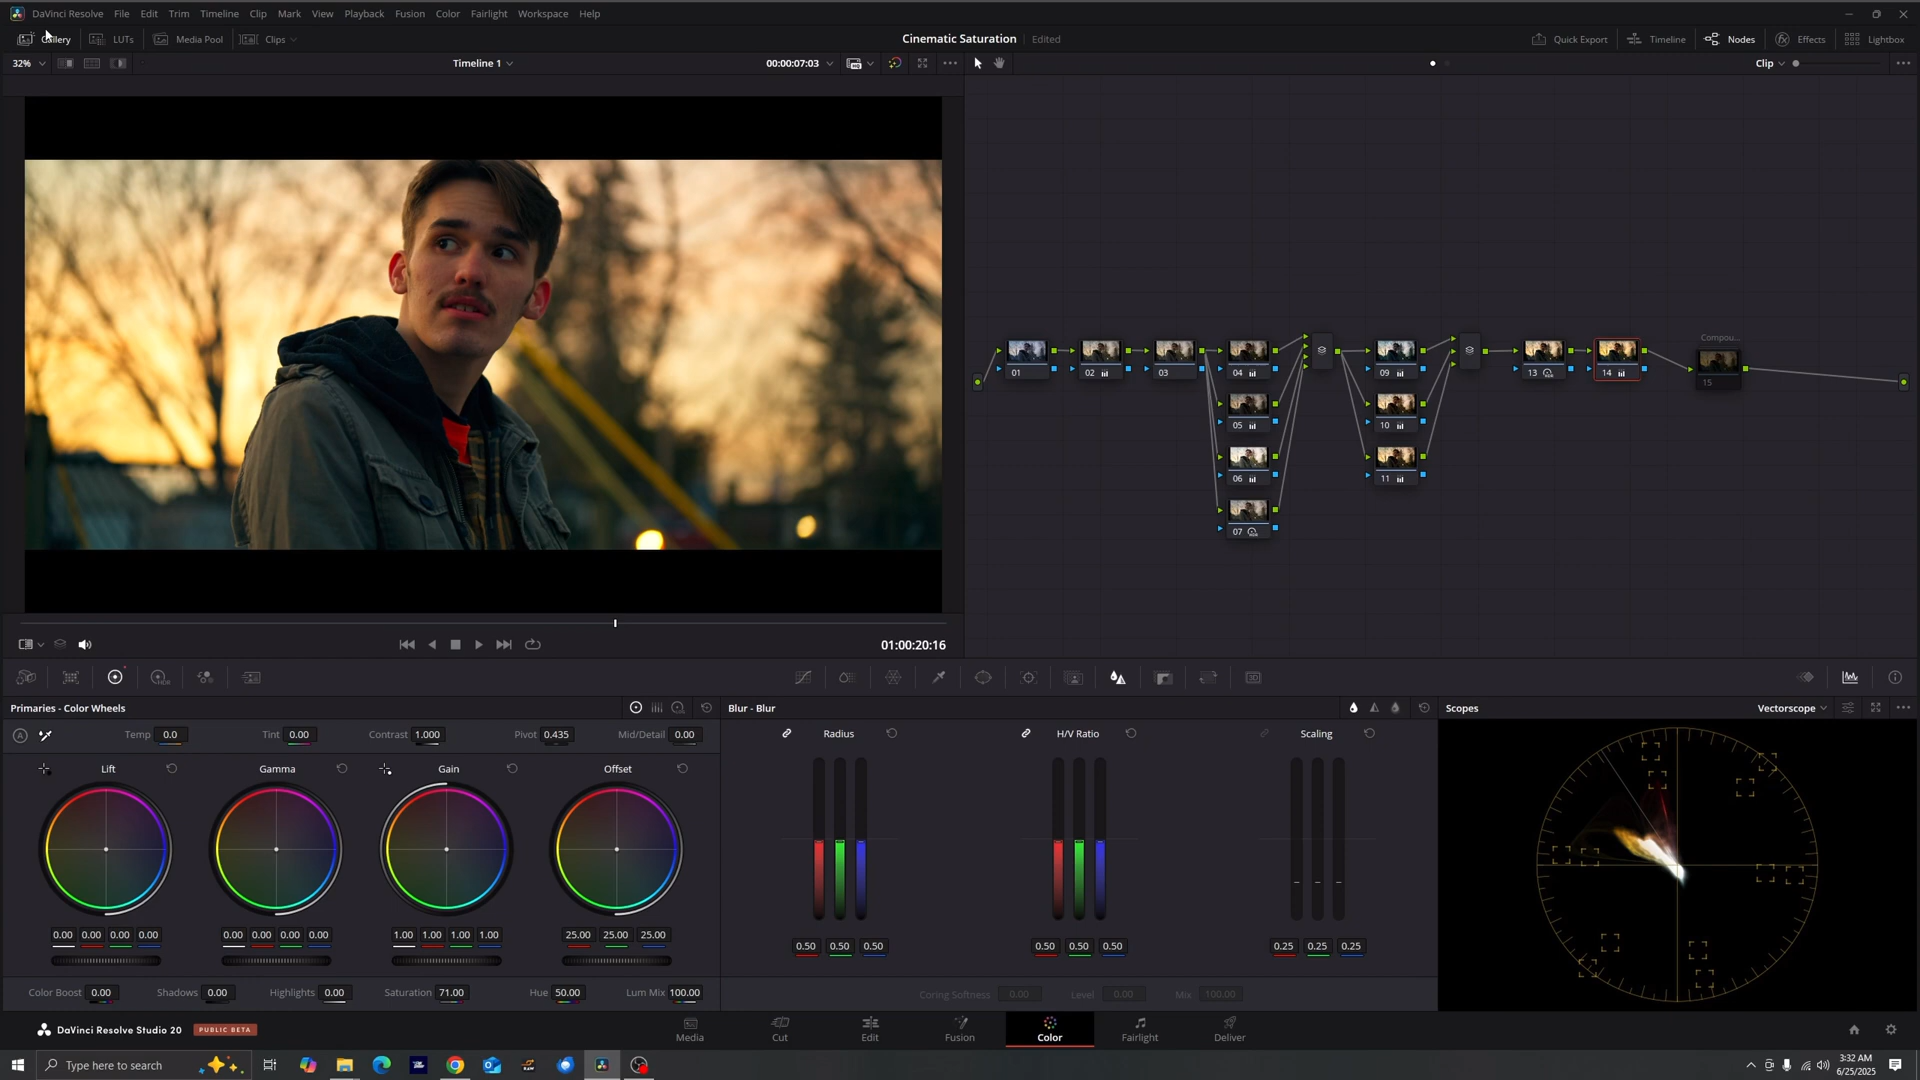 DaVinci Resolve File Edit Trim Timeline Clip Mark View Playback Fusion Color Fairlight Workspace Help
Gallery LUTs Media Pool Clips Cinematic Saturation Edited Quick Export Timeline Nodes Effects Lightbox
32% Timeline 1 00:00:07:03 Clip
Compou...
01 02 03 04 09 13 14 15
05 10
06 11
07
01:00:20:16
Primaries - Color Wheels Blur - Blur Scopes Vectorscope
Temp 0.0 Tint 0.00 Contrast 1.000 Pivot 0.435 Mid/Detail 0.00 Radius H/V Ratio Scaling
Lift Gamma Gain Offset
0.00 0.00 0.00 0.00 0.00 0.00 0.00 0.00 1.00 1.00 1.00 1.00 25.00 25.00 25.00 0.50 0.50 0.50 0.50 0.50 0.50 0.25 0.25 0.25
Color Boost 0.00 Shadows 0.00 Highlights 0.00 Saturation 71.00 Hue 50.00 Lum Mix 100.00 Coring Softness 0.00 Level 0.00 Mix 100.00
DaVinci Resolve Studio 20 PUBLIC BETA Media Cut Edit Fusion Color Fairlight Deliver
Type here to search 3:32 AM
6/25/2025